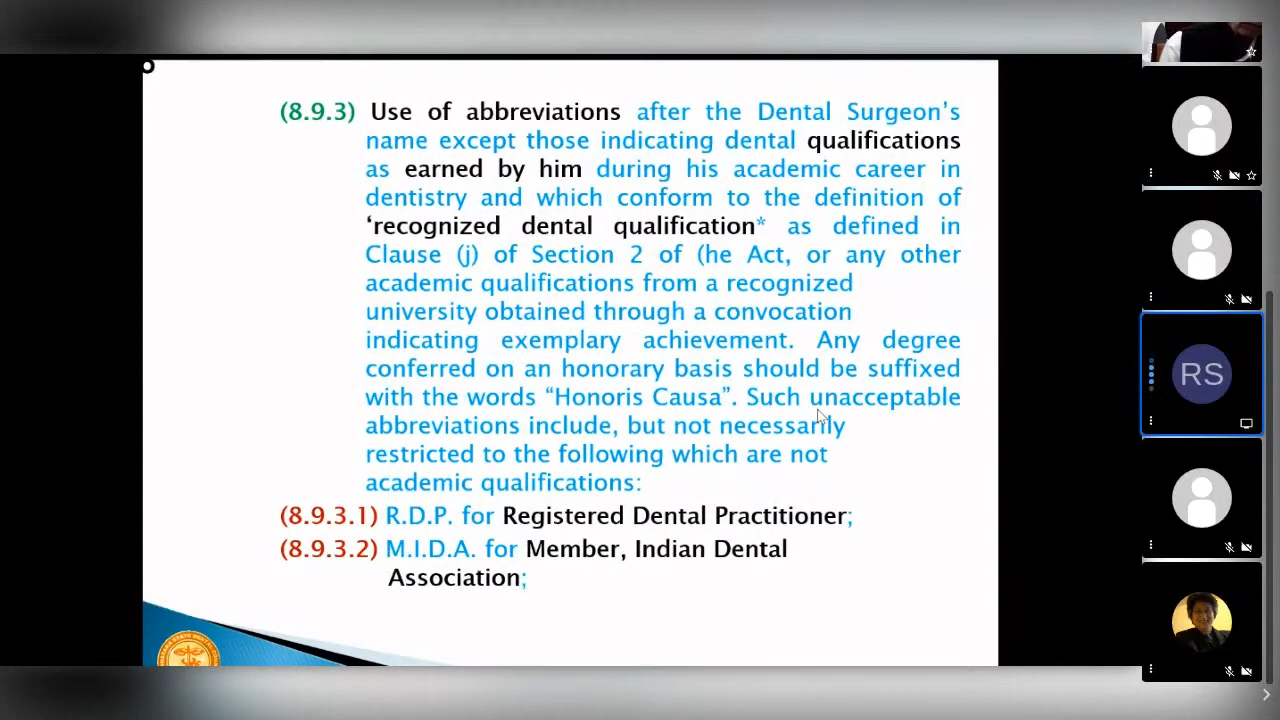 (8.9.3) Use of abbreviations after the Dental Surgeon's
name except those indicating dental qualifications
as earned by him during his academic career in
dentistry and which conform to the definition of
‘recognized dental qualification* as defined in
Clause (j) of Section 2 of (he Act, or any other
academic qualifications from a recognized
university obtained through a convocation
indicating exemplary achievement. Any degree
conferred on an honorary basis should be suffixed
with the words “Honoris Causa”. Such unacceptable
abbreviations include, but not necessarily
restricted to the following which are not
academic qualifications:
(8.9.3.1) R.D.P. for Registered Dental Practitioner;
(8.9.3.2) M.I.D.A. for Member, Indian Dental
Association;
RS